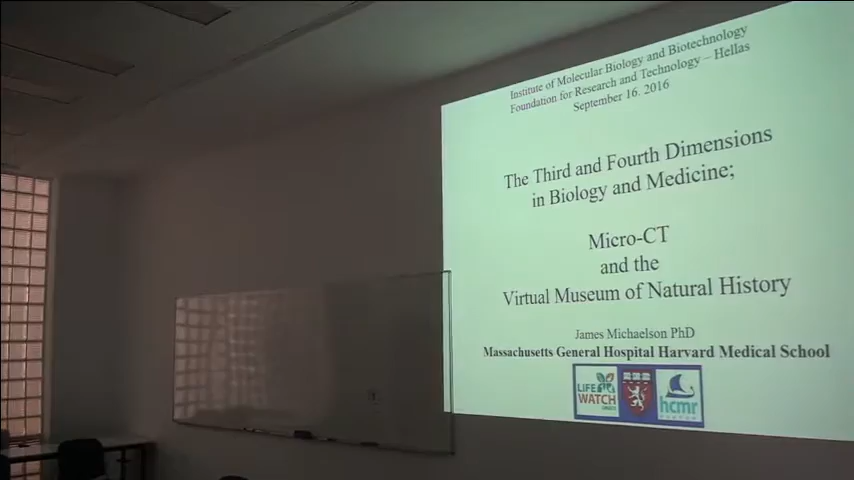 Institute of Molecular Biology and Biotechnology
Foundation for Research and Technology – Hellas
September 16. 2016
The Third and Fourth Dimensions
in Biology and Medicine;
Micro-CT
and the
Virtual Museum of Natural History
James Michaelson PhD
Massachusetts General Hospital Harvard Medical School
LIFE
WATCH
hcmr